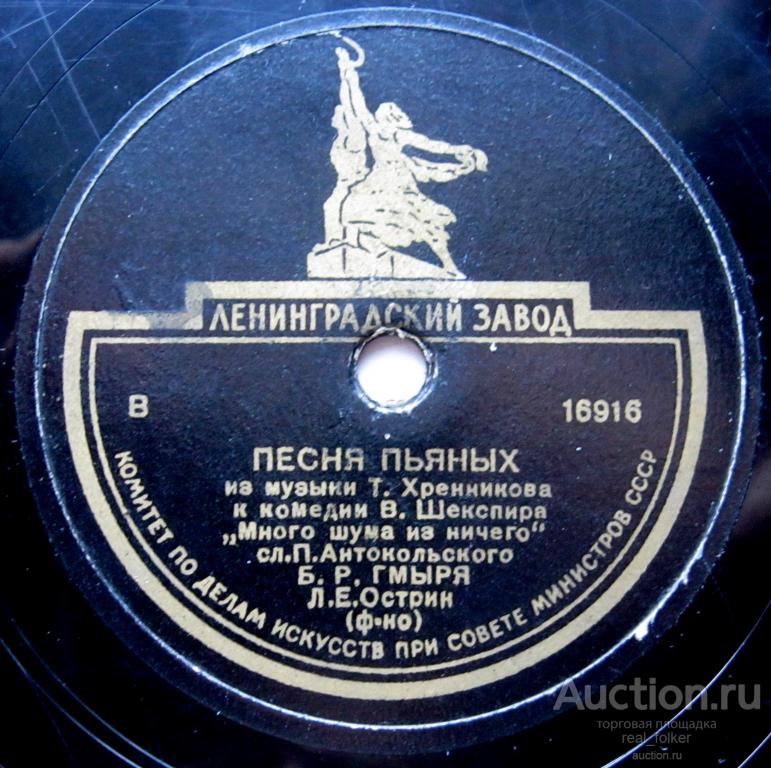 ЛЕНИНГРАДСКИЙ ЗАВОД
В 16916
ПЕСНЯ ПЬЯНЫХ
из музыки Т. Хренникова
к комедии В. Шекспира
„Много шума из ничего"
сл.П.Антокольского
Б. Р. ГМЫРЯ
Л.Е.Острин
(ф-но)
КОМИТЕТ ПО ДЕЛАМ ИСКУССТВ ПРИ СОВЕТЕ МИНИСТРОВ СССР
Auction.ru
торговая площадка
real_folker
auction.ru